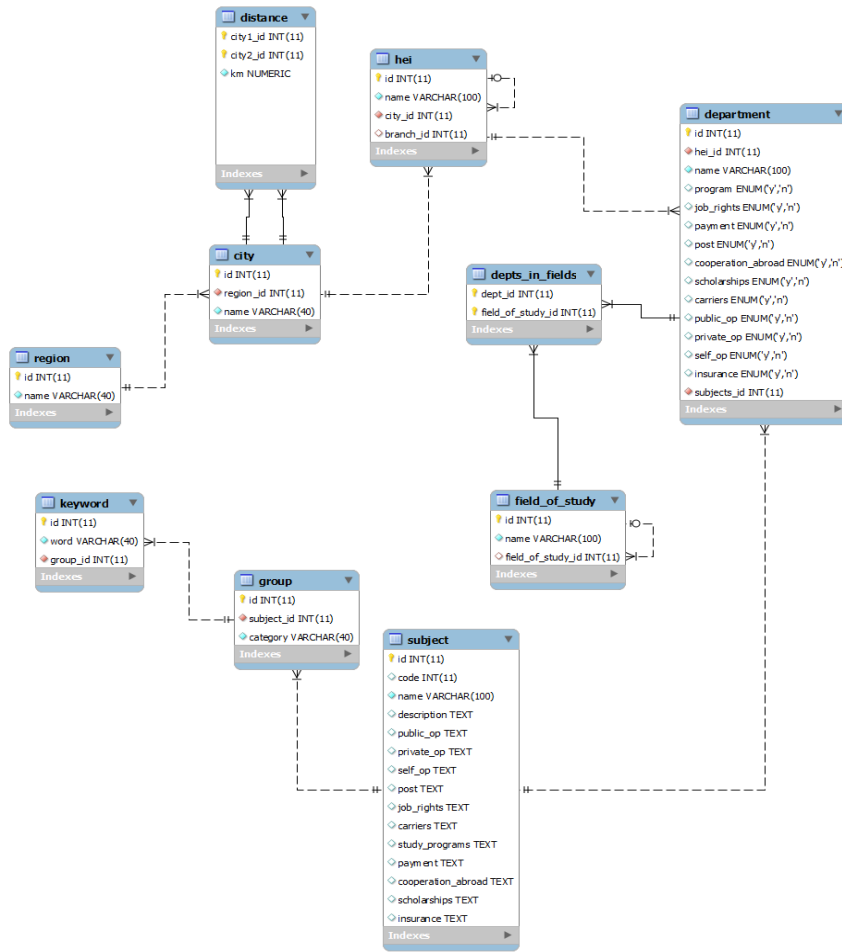 distance
city1_id INT(11)
city2_id INT(11)
km NUMERIC
Indexes
hei
id INT(11)
name VARCHAR(100)
city_id INT(11)
branch_id INT(11)
Indexes
department
id INT(11)
hei_id INT(11)
name VARCHAR(100)
program ENUM('y','n')
job_rights ENUM('y','n')
payment ENUM('y','n')
post ENUM('y','n')
cooperation_abroad ENUM('y','n')
scholarships ENUM('y','n')
carriers ENUM('y','n')
public_op ENUM('y','n')
private_op ENUM('y','n')
self_op ENUM('y','n')
insurance ENUM('y','n')
subjects_id INT(11)
Indexes
city
id INT(11)
region_id INT(11)
name VARCHAR(40)
Indexes
depts_in_fields
dept_id INT(11)
field_of_study_id INT(11)
Indexes
region
id INT(11)
name VARCHAR(40)
Indexes
keyword
id INT(11)
word VARCHAR(40)
group_id INT(11)
Indexes
field_of_study
id INT(11)
name VARCHAR(100)
field_of_study_id INT(11)
Indexes
group
id INT(11)
subject_id INT(11)
category VARCHAR(40)
Indexes
subject
id INT(11)
code INT(11)
name VARCHAR(100)
description TEXT
public_op TEXT
private_op TEXT
self_op TEXT
post TEXT
job_rights TEXT
carriers TEXT
study_programs TEXT
payment TEXT
cooperation_abroad TEXT
scholarships TEXT
insurance TEXT
Indexes